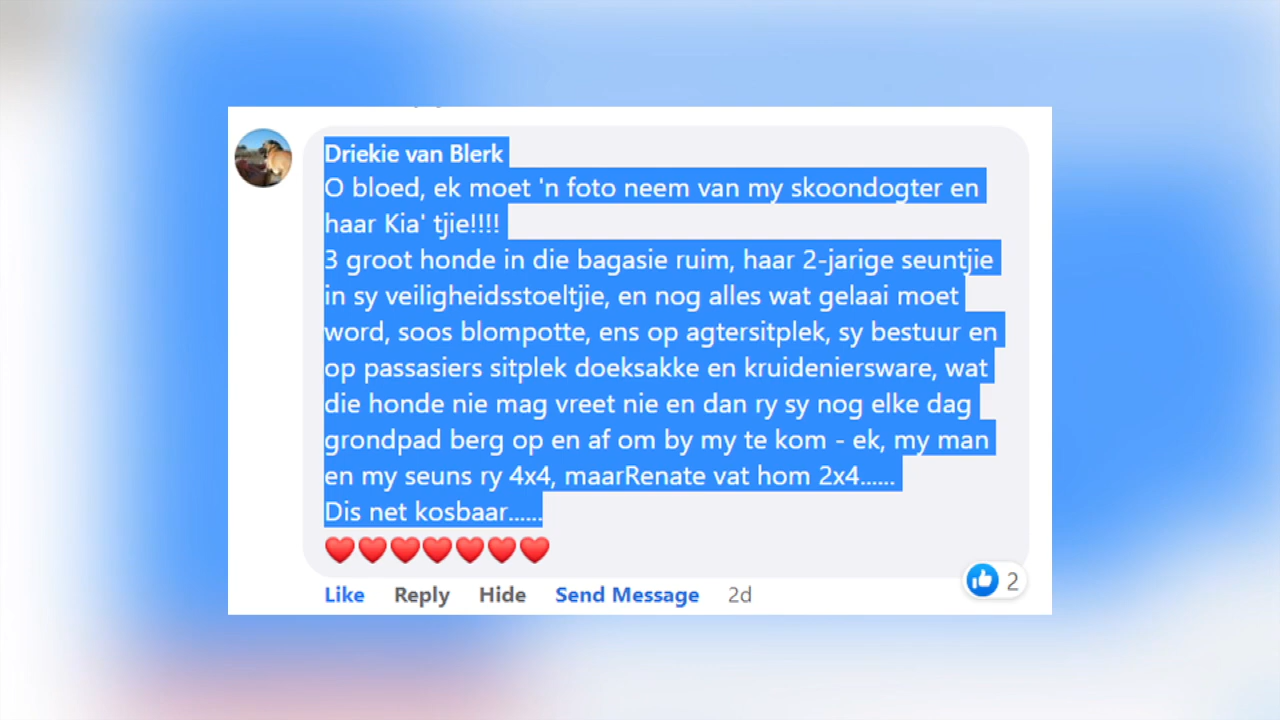 Driekie van Blerk
O bloed, ek moet 'n foto neem van my skoondogter en
haar Kia' tjie!!!!
3 groot honde in die bagasie ruim, haar 2-jarige seuntjie
in sy veiligheidsstoeltjie, en nog alles wat gelaai moet
word, soos blompotte, ens op agtersitplek, sy bestuur en
op passasiers sitplek doeksakke en kruideniersware, wat
die honde nie mag vreet nie en dan ry sy nog elke dag
grondpad berg op en af om by my te kom - ek, my man
en my seuns ry 4x4, maarRenate vat hom 2x4......
Dis net kosbaar......
❤️❤️❤️❤️❤️❤️❤️
Like Reply Hide Send Message 2d 2